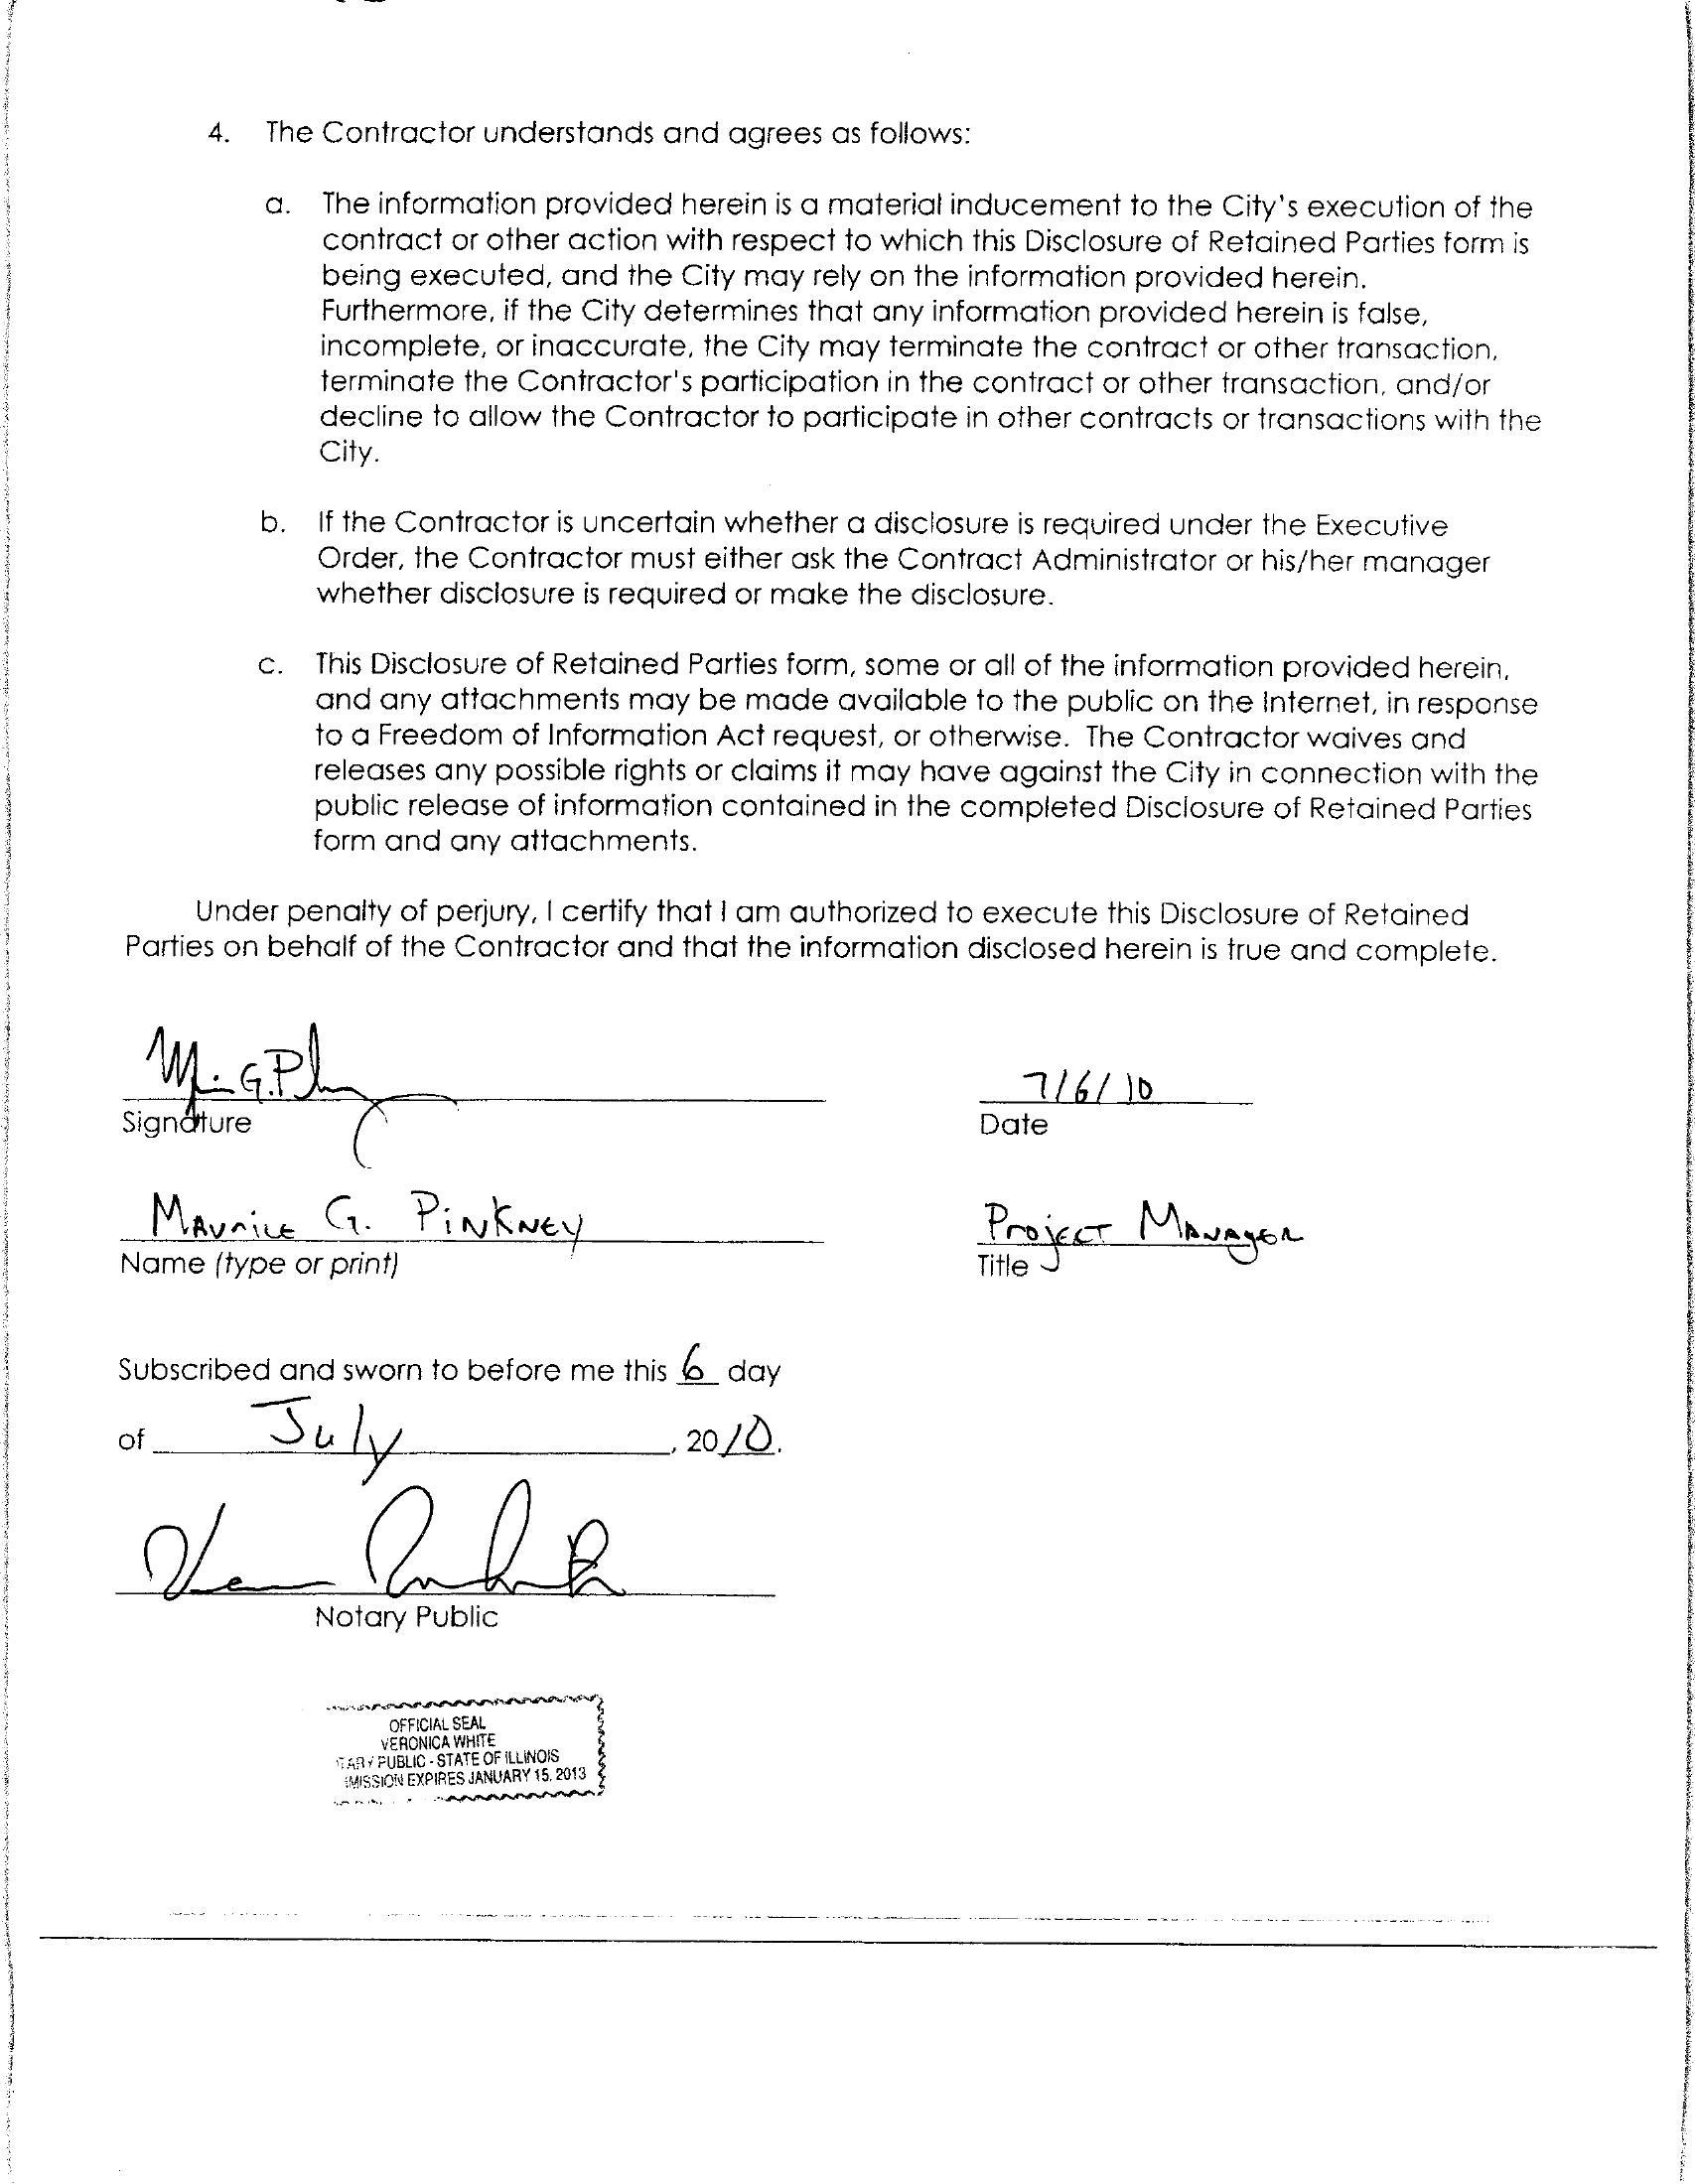 4. The Contractor understands and agrees as follows:
a. The information provided herein is a material inducement to the City's execution of the
contract or other action with respect to which this Disclosure of Retained Parties form is
being executed, and the City may rely on the information provided herein.
Furthermore, if the City determines that any information provided herein is false,
incomplete, or inaccurate, the City may terminate the contract or other transaction,
terminate the Contractor's participation in the contract or other transaction, and/or
decline to allow the Contractor to participate in other contracts or transactions with the
City.
b. If the Contractor is uncertain whether a disclosure is required under the Executive
Order, the Contractor must either ask the Contract Administrator or his/her manager
whether disclosure is required or make the disclosure.
c. This Disclosure of Retained Parties form, some or all of the information provided herein,
and any attachments may be made available to the public on the Internet, in response
to a Freedom of Information Act request, or otherwise. The Contractor waives and
releases any possible rights or claims it may have against the City in connection with the
public release of information contained in the completed Disclosure of Retained Parties
form and any attachments.
Under penalty of perjury, I certify that I am authorized to execute this Disclosure of Retained
Parties on behalf of the Contractor and that the information disclosed herein is true and complete.
7/6/10
Signature Date
Maurice G. Pinkney Project Manager
Name (type or print) Title
Subscribed and sworn to before me this 6 day
of July, 2010.
Notary Public
OFFICIAL SEAL
VERONICA WHITE
TARY PUBLIC - STATE OF ILLINOIS
MISSION EXPIRES JANUARY 15, 2013